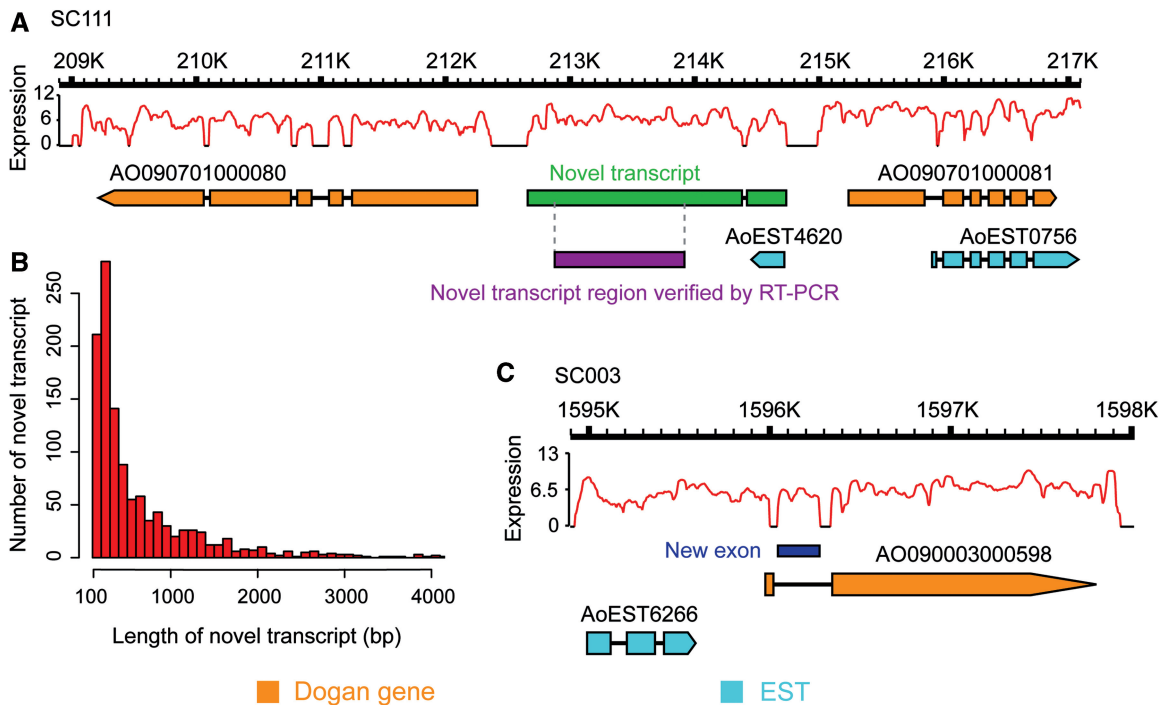 A SC111
209K 210K 211K 212K 213K 214K 215K 216K 217K
Expression
12
6
0
AO090701000080
Novel transcript
AO090701000081
AoEST4620
AoEST0756
Novel transcript region verified by RT-PCR
B
Number of novel transcript
250
200
150
100
50
0
100 1000 2000 3000 4000
Length of novel transcript (bp)
C SC003
1595K 1596K 1597K 1598K
Expression
13
6.5
0
New exon
AO090003000598
AoEST6266
Dogan gene
EST